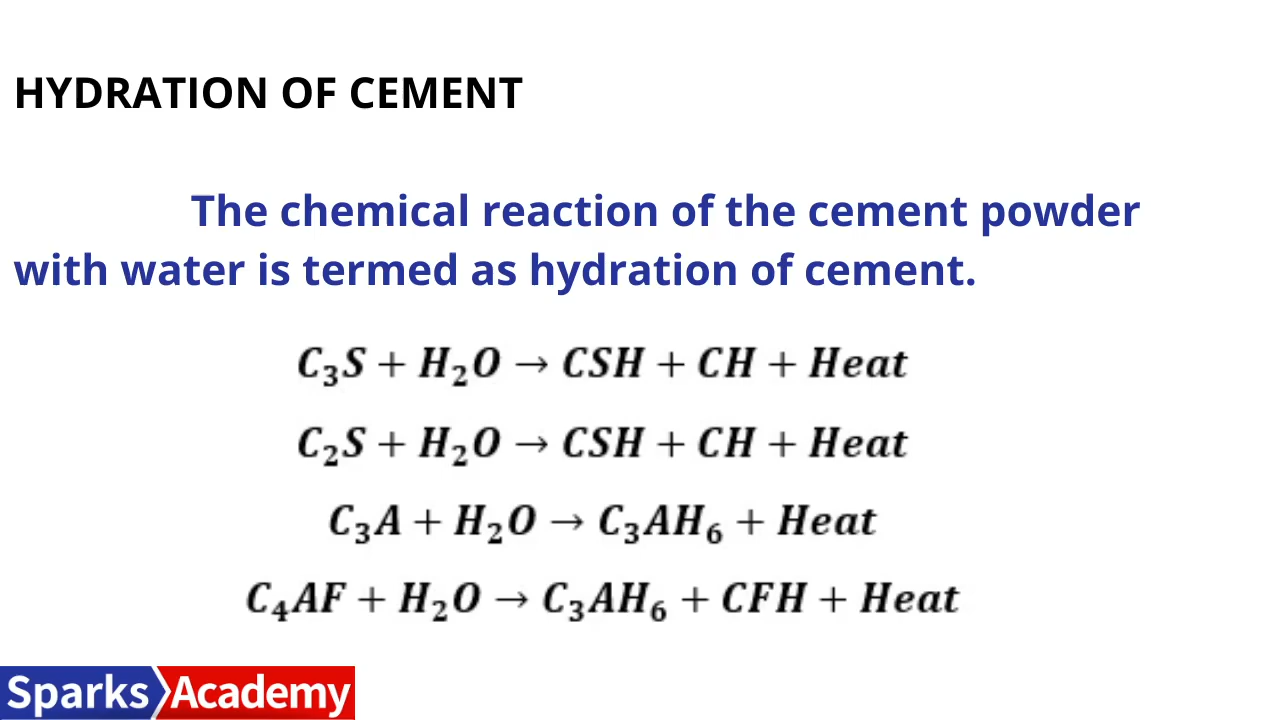 HYDRATION OF CEMENT
The chemical reaction of the cement powder
with water is termed as hydration of cement.
C₃S + H₂O → CSH + CH + Heat
C₂S + H₂O → CSH + CH + Heat
C₃A + H₂O → C₃AH₆ + Heat
C₄AF + H₂O → C₃AH₆ + CFH + Heat
Sparks Academy